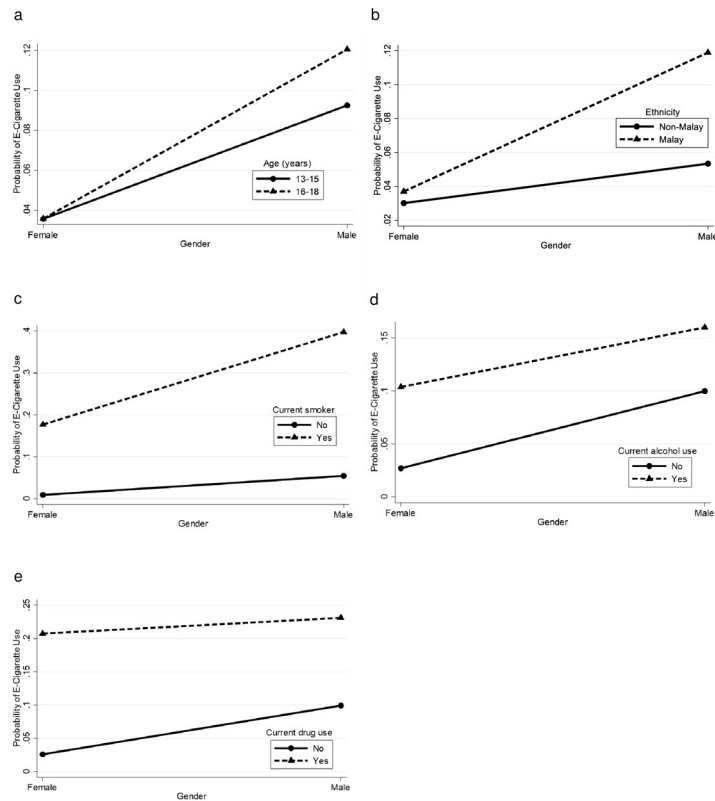 a
Probability of E-Cigarette Use
.12
.1
.08
.06
.04
Age (years)
13-15
16-18
Female
Male
Gender
b
Probability of E-Cigarette Use
.12
.1
.08
.06
.04
.02
Ethnicity
Non-Malay
Malay
Female
Male
Gender
c
Probability of E-Cigarette Use
.4
.3
.2
.1
0
Current smoker
No
Yes
Female
Male
Gender
d
Probability of E-Cigarette Use
.15
.1
.05
0
Current alcohol use
No
Yes
Female
Male
Gender
e
Probability of E-Cigarette Use
.25
.2
.15
.1
.05
0
Current drug use
No
Yes
Female
Male
Gender